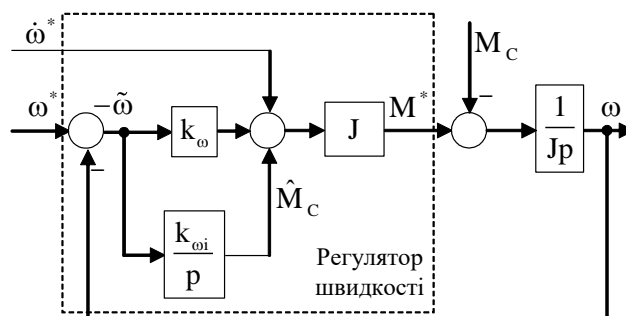 ω̇*
ω*
−ω̃
−
k_ω
k_ωi
p
M̂_C
J
M*
M_C
−
1
Jp
ω
Регулятор
швидкості